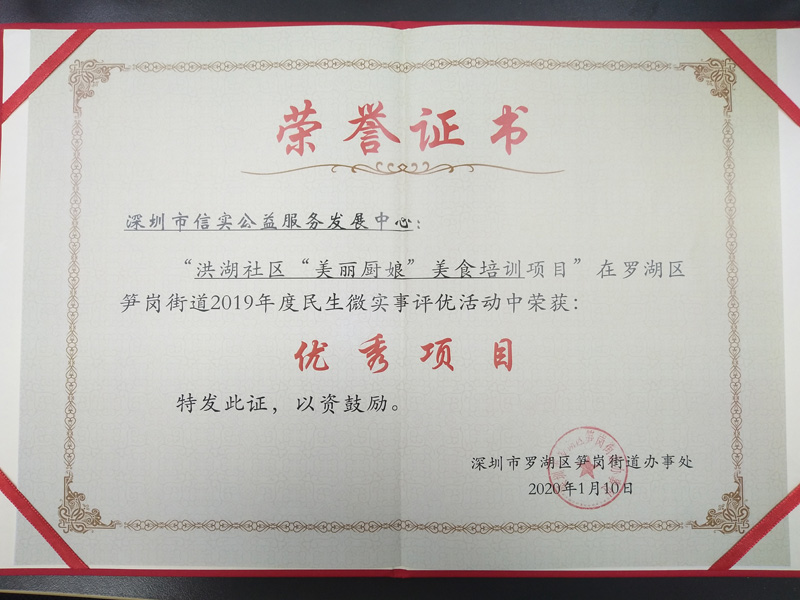 荣誉证书
深圳市信实公益服务发展中心：
“洪湖社区“美丽厨娘”美食培训项目”在罗湖区
笋岗街道2019年度民生微实事评优活动中荣获：
优秀项目
特发此证，以资鼓励。
深圳市罗湖区笋岗街道办事处
2020年1月10日